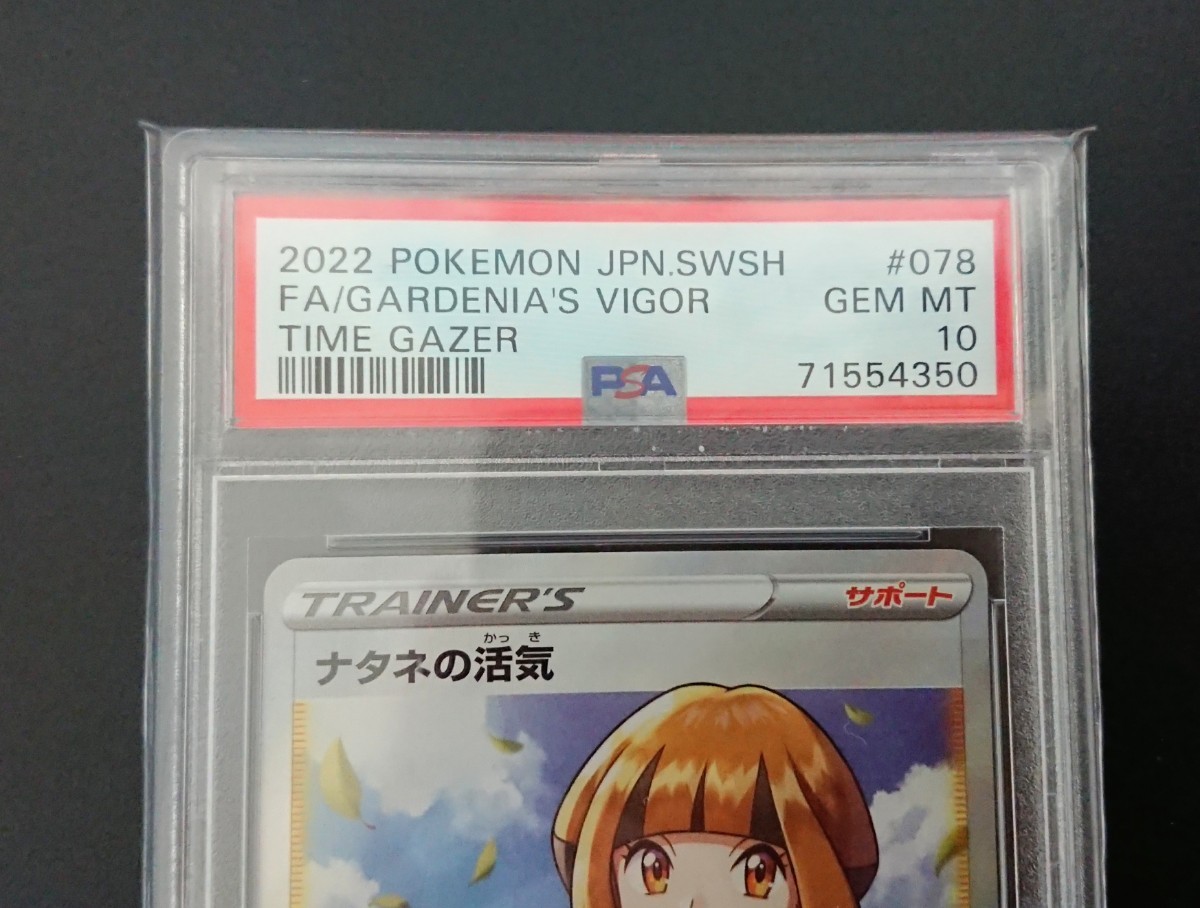 2022 POKEMON JPN.SWSH #078
FA/GARDENIA'S VIGOR GEM MT
TIME GAZER 10
PSA 71554350
TRAINER'S サポート
かっき
ナタネの活気